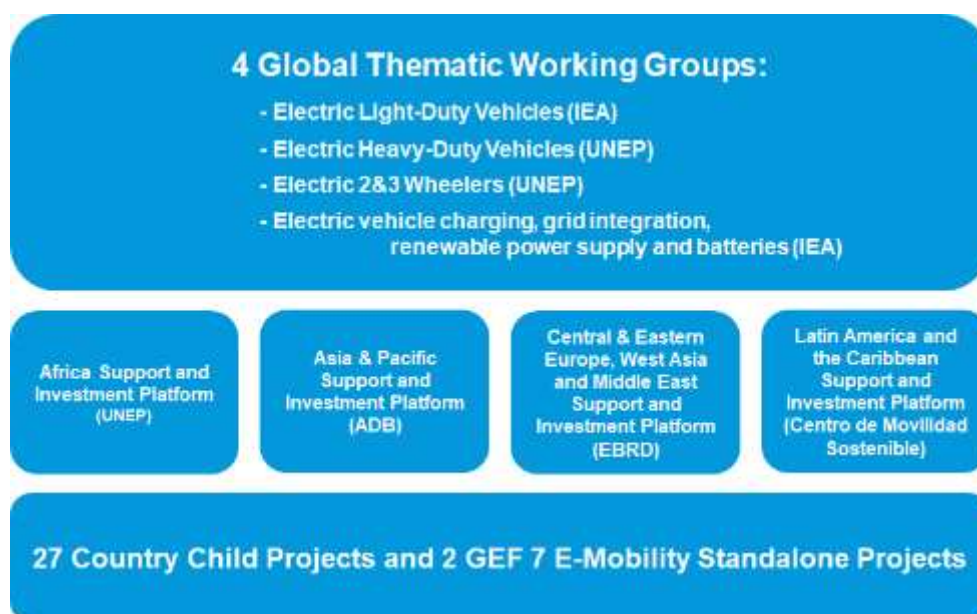 4 Global Thematic Working Groups:
- Electric Light-Duty Vehicles (IEA)
- Electric Heavy-Duty Vehicles (UNEP)
- Electric 2&3 Wheelers (UNEP)
- Electric vehicle charging, grid integration,
renewable power supply and batteries (IEA)
Africa Support and
Investment Platform
(UNEP)
Asia & Pacific
Support and
Investment Platform
(ADB)
Central & Eastern
Europe, West Asia
and Middle East
Support and
Investment Platform
(EBRD)
Latin America and
the Caribbean
Support and
Investment Platform
(Centro de Movilidad
Sostenible)
27 Country Child Projects and 2 GEF 7 E-Mobility Standalone Projects